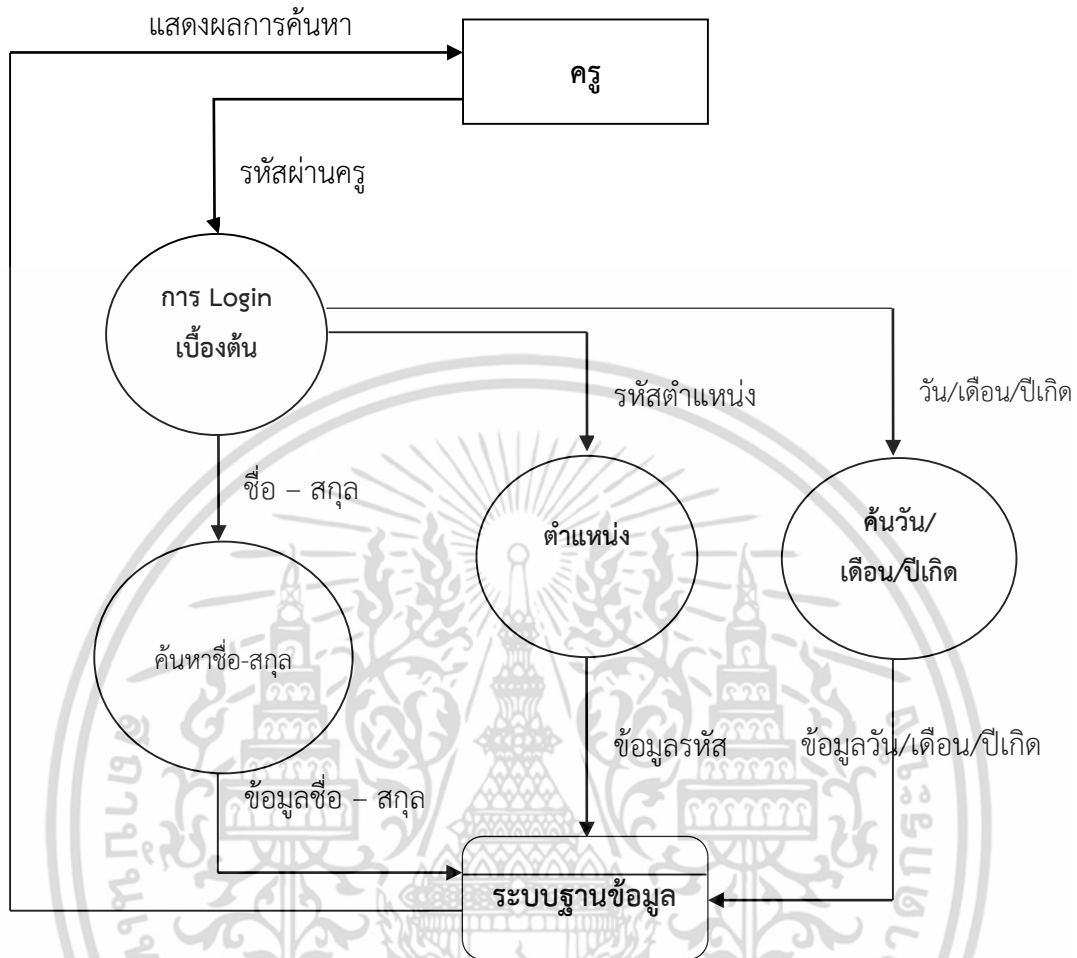 แสดงผลการค้นหา
ครู
รหัสผ่านครู
การ Login
เบื้องต้น
รหัสตำแหน่ง
วัน/เดือน/ปีเกิด
ชื่อ – สกุล
ตำแหน่ง
ค้นวัน/
เดือน/ปีเกิด
ค้นหาชื่อ-สกุล
ข้อมูลรหัส
ข้อมูลวัน/เดือน/ปีเกิด
ข้อมูลชื่อ – สกุล
ระบบฐานข้อมูล